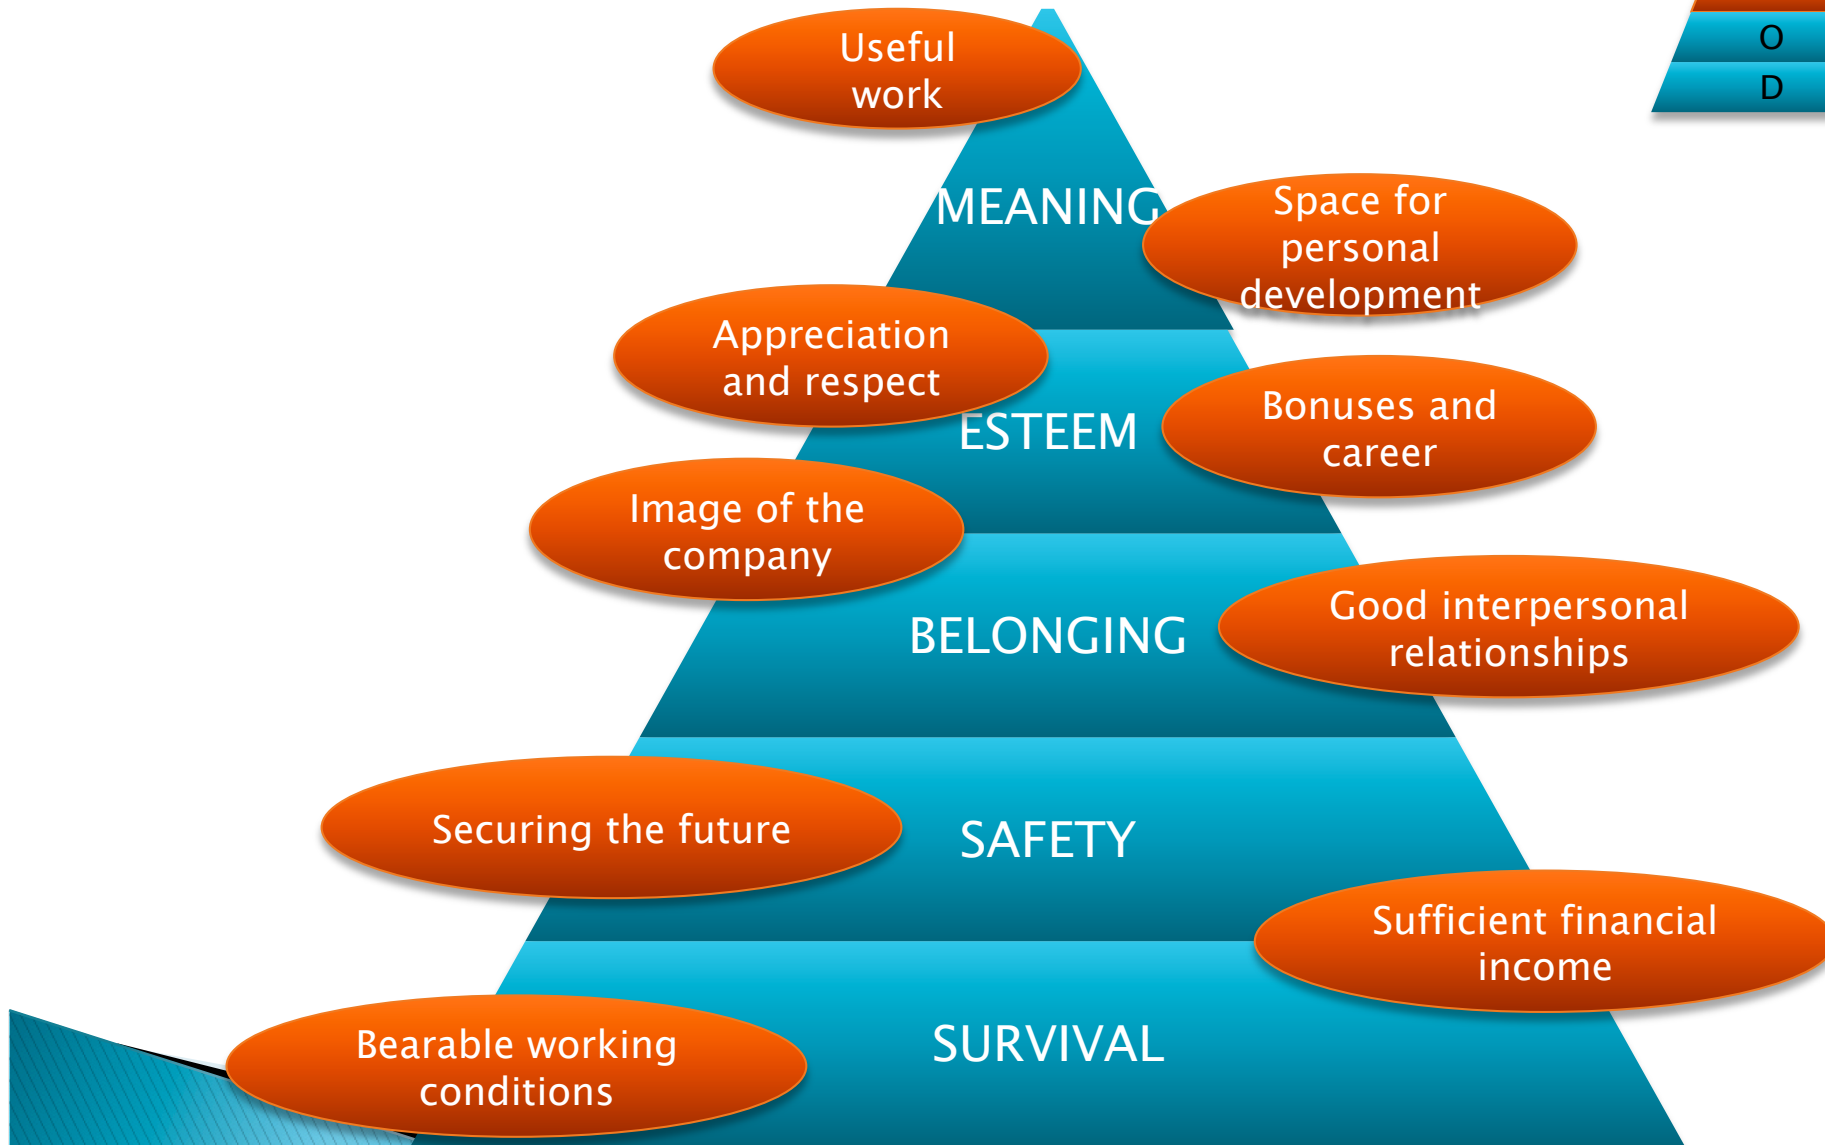 Useful
work
O
D
MEANING
Space for
personal
development
Appreciation
and respect
ESTEEM
Bonuses and
career
Image of the
company
BELONGING
Good interpersonal
relationships
Securing the future
SAFETY
Sufficient financial
income
Bearable working
conditions
SURVIVAL